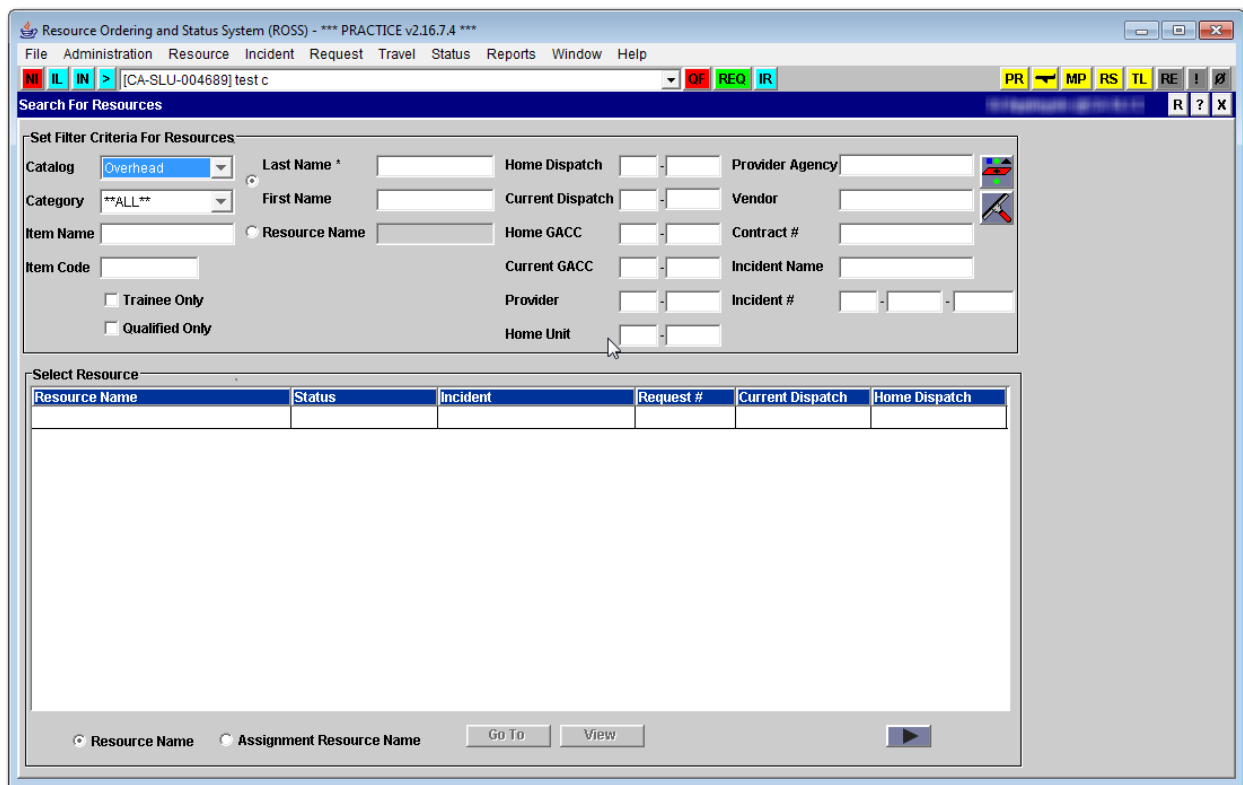 Resource Ordering and Status System (ROSS) - *** PRACTICE v2.16.7.4 ***
File Administration Resource Incident Request Travel Status Reports Window Help
NI IL IN > [CA-SLU-004689] test c QF REQ IR PR MP RS TL RE ! Ø
Search For Resources R ? X
Set Filter Criteria For Resources
Catalog Overhead Last Name * Home Dispatch - Provider Agency
Category **ALL** First Name Current Dispatch - Vendor
Item Name Resource Name Home GACC - Contract #
Item Code Current GACC - Incident Name
Trainee Only Provider - Incident # - -
Qualified Only Home Unit -
Select Resource
Resource Name Status Incident Request # Current Dispatch Home Dispatch
Resource Name Assignment Resource Name Go To View